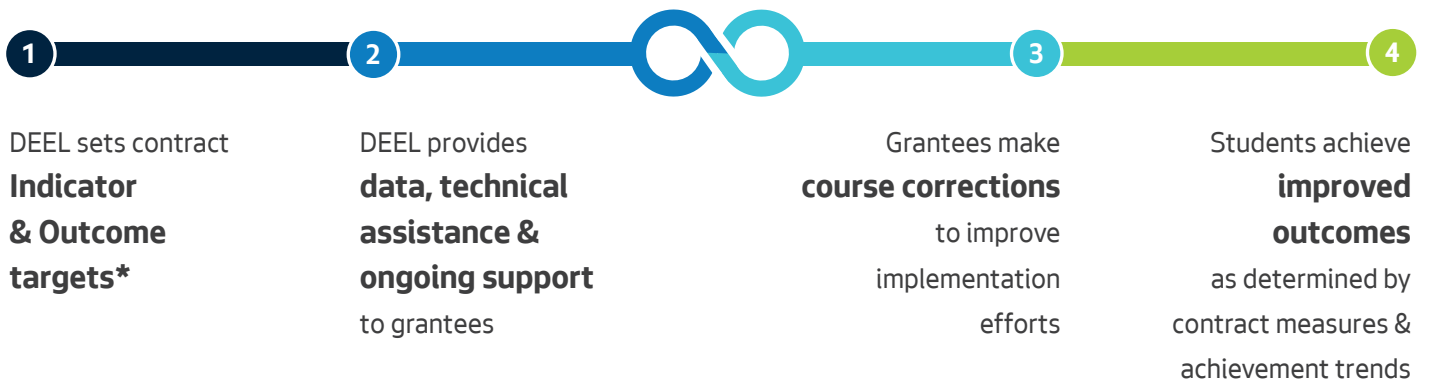 1
DEEL sets contract
Indicator
& Outcome
targets*
2
DEEL provides
data, technical
assistance &
ongoing support
to grantees
3
Grantees make
course corrections
to improve
implementation
efforts
4
Students achieve
improved
outcomes
as determined by
contract measures &
achievement trends